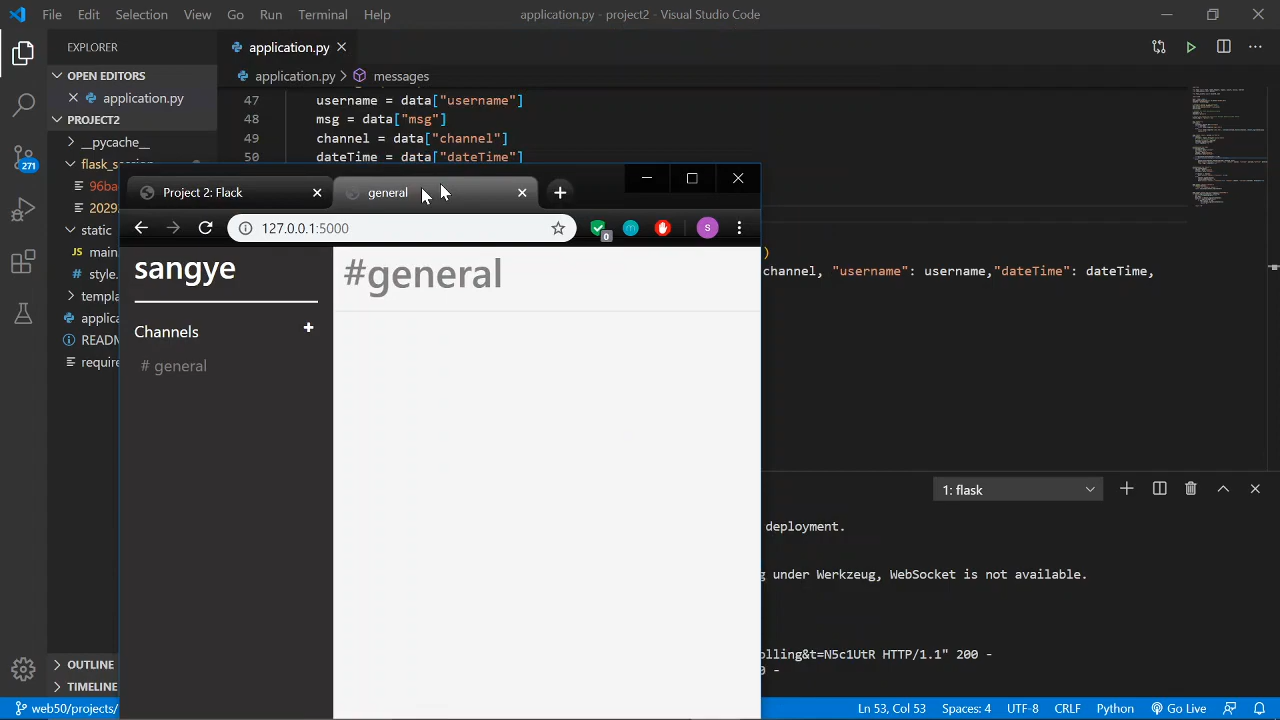 File Edit Selection View Go Run Terminal Help application.py - project2 - Visual Studio Code
EXPLORER
application.py
OPEN EDITORS
application.py
application.py > messages
PROJECT2
47 username = data["username"]
48 msg = data["msg"]
49 channel = data["channel"]
50 dateTime = data["dateTime"]
__pycache__
flask_session
96ba
2029
static
main
style.
templa
applica
README
require
OUTLINE
TIMELINE
Project 2: Flack
general
127.0.0.1:5000
0
S
sangye
Channels +
# general
#general
)
channel, "username": username,"dateTime": dateTime,
1: flask
deployment.
g under Werkzeug, WebSocket is not available.
olling&t=N5c1UtR HTTP/1.1" 200 -
0 -
271
web50/projects/ Ln 53, Col 53 Spaces: 4 UTF-8 CRLF Python Go Live